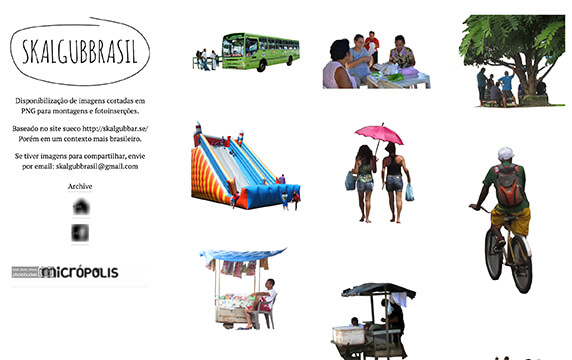 SKALGUBBRASIL
Disponibilização de imagens cortadas em
PNG para montagens e fotoinserções.
Baseado no site sueco http://skalgubbar.se/
Porém em um contexto mais brasileiro.
Se tiver imagens para compartilhar, envie
por email: skalgubbrasil@gmail.com
Archive
micrópolis